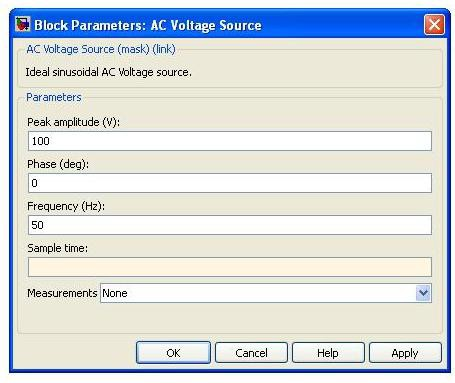 Block Parameters: AC Voltage Source
AC Voltage Source (mask) (link)
Ideal sinusoidal AC Voltage source.
Parameters
Peak amplitude (V):
100
Phase (deg):
0
Frequency (Hz):
50
Sample time:
Measurements None
OK Cancel Help Apply